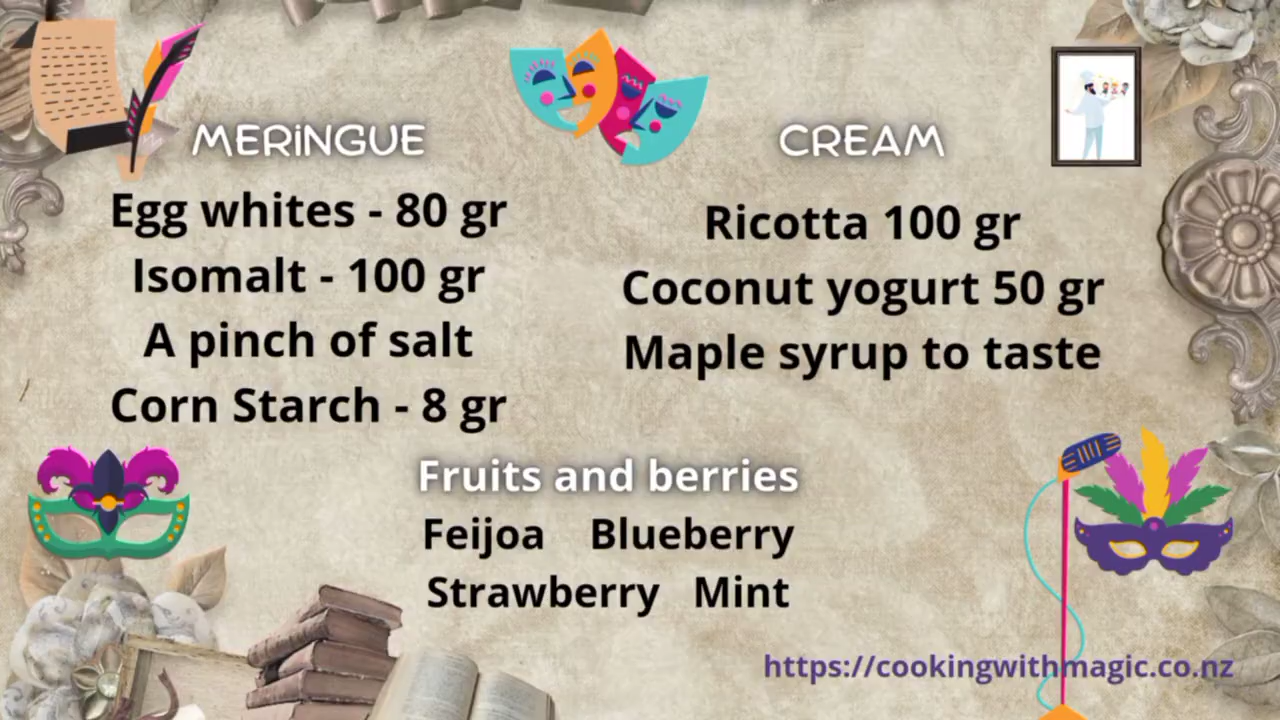 MERINGUE
Egg whites - 80 gr
Isomalt - 100 gr
A pinch of salt
Corn Starch - 8 gr
CREAM
Ricotta 100 gr
Coconut yogurt 50 gr
Maple syrup to taste
Fruits and berries
Feijoa Blueberry
Strawberry Mint
https://cookingwithmagic.co.nz